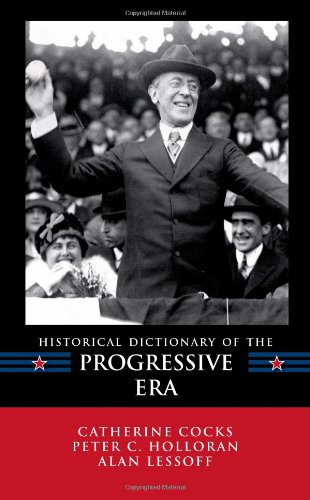 HISTORICAL DICTIONARY OF THE
PROGRESSIVE
ERA
CATHERINE COCKS
PETER C. HOLLORAN
ALAN LESSOFF